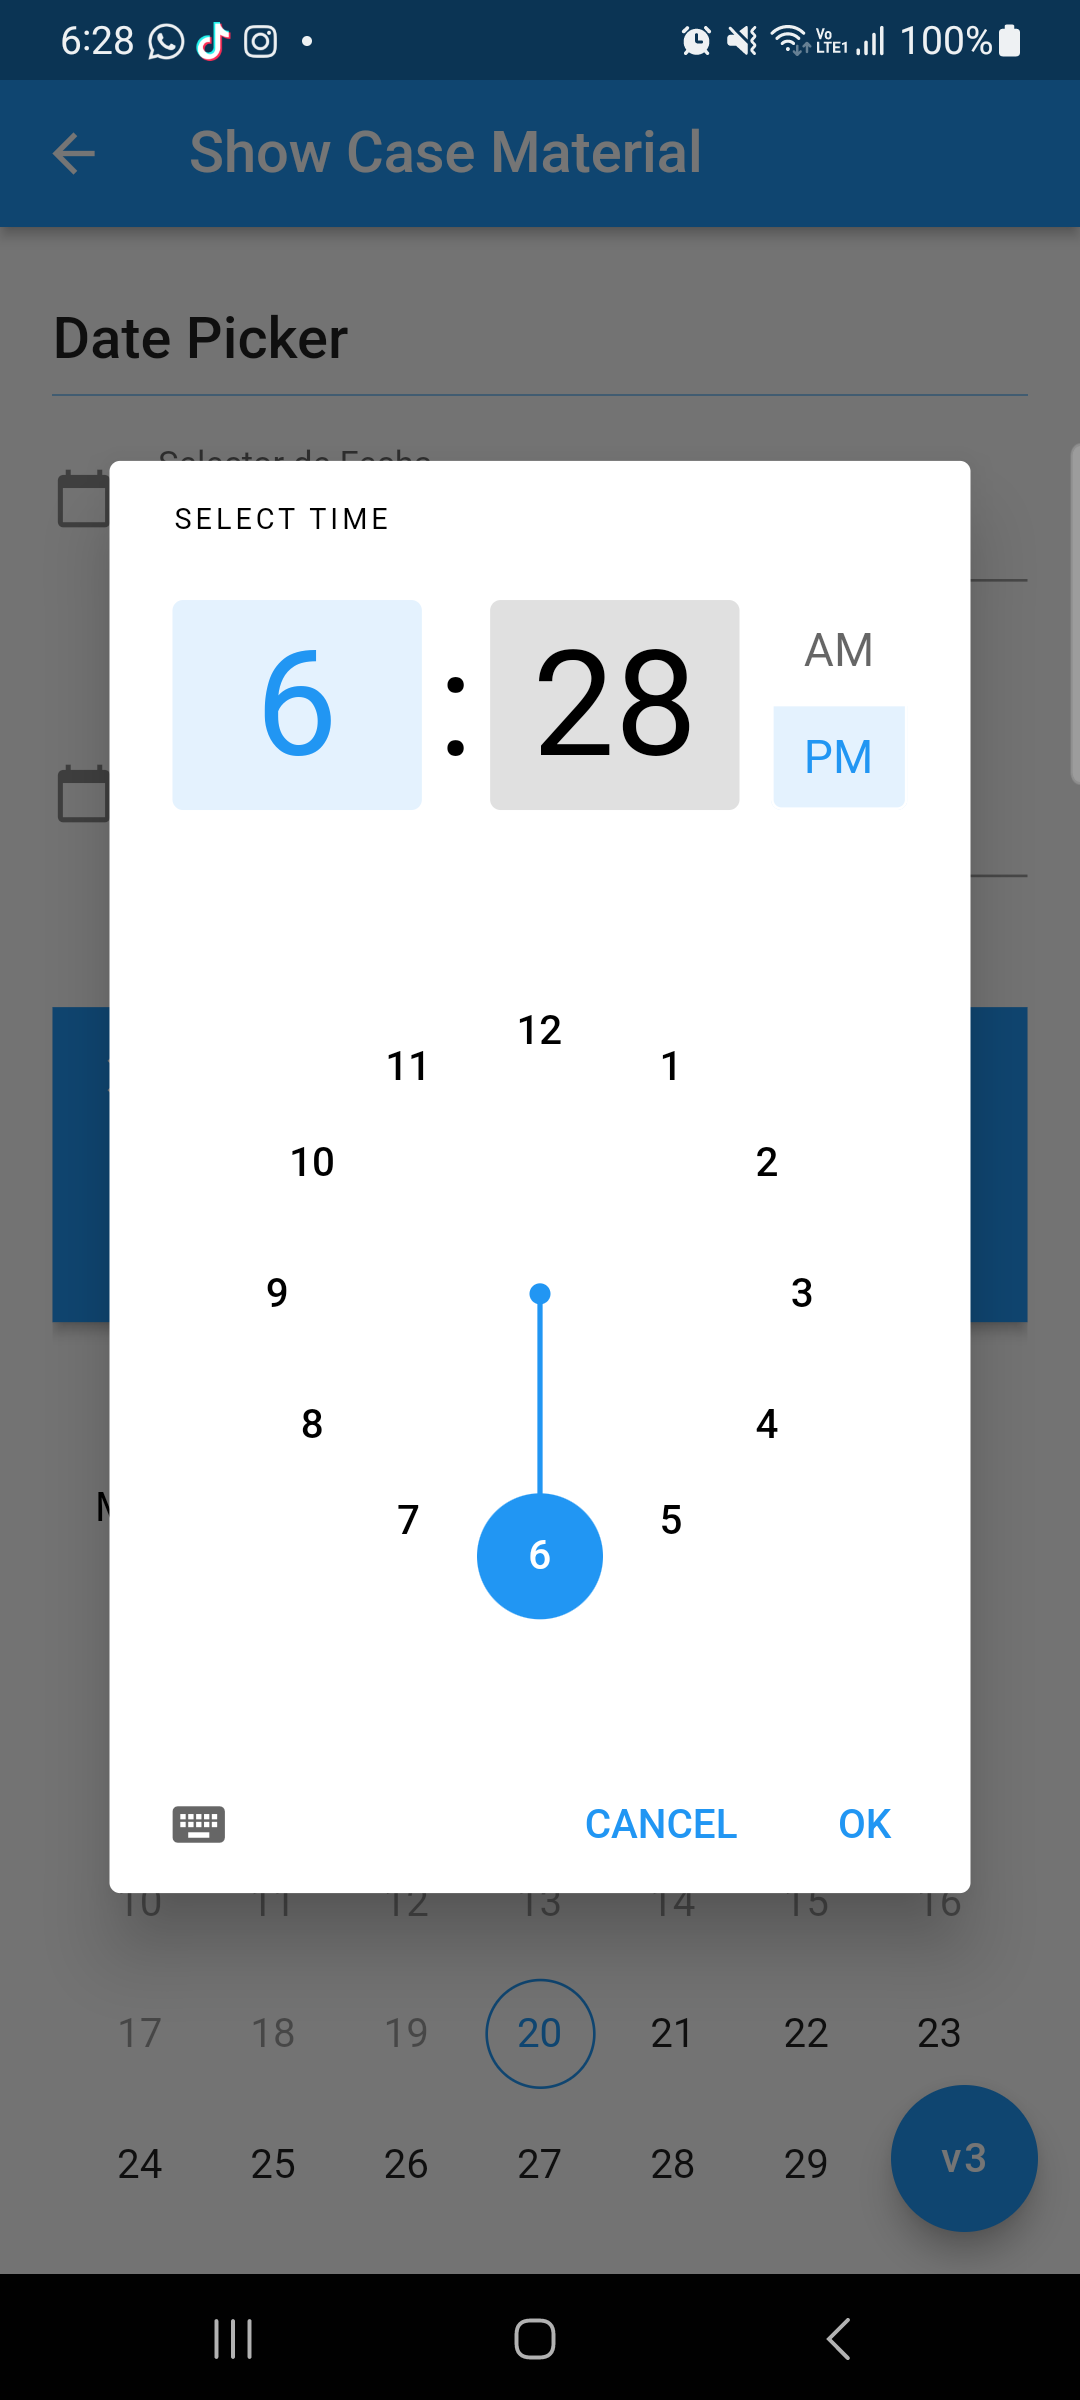 6:28 Vo LTE1 100%
Show Case Material
Date Picker
Selector de Fecha
SELECT TIME
6 : 28
AM
PM
12
11 1
10 2
9 3
8 4
7 5
6
CANCEL OK
10 11 12 13 14 15 16
17 18 19 20 21 22 23
24 25 26 27 28 29
v3